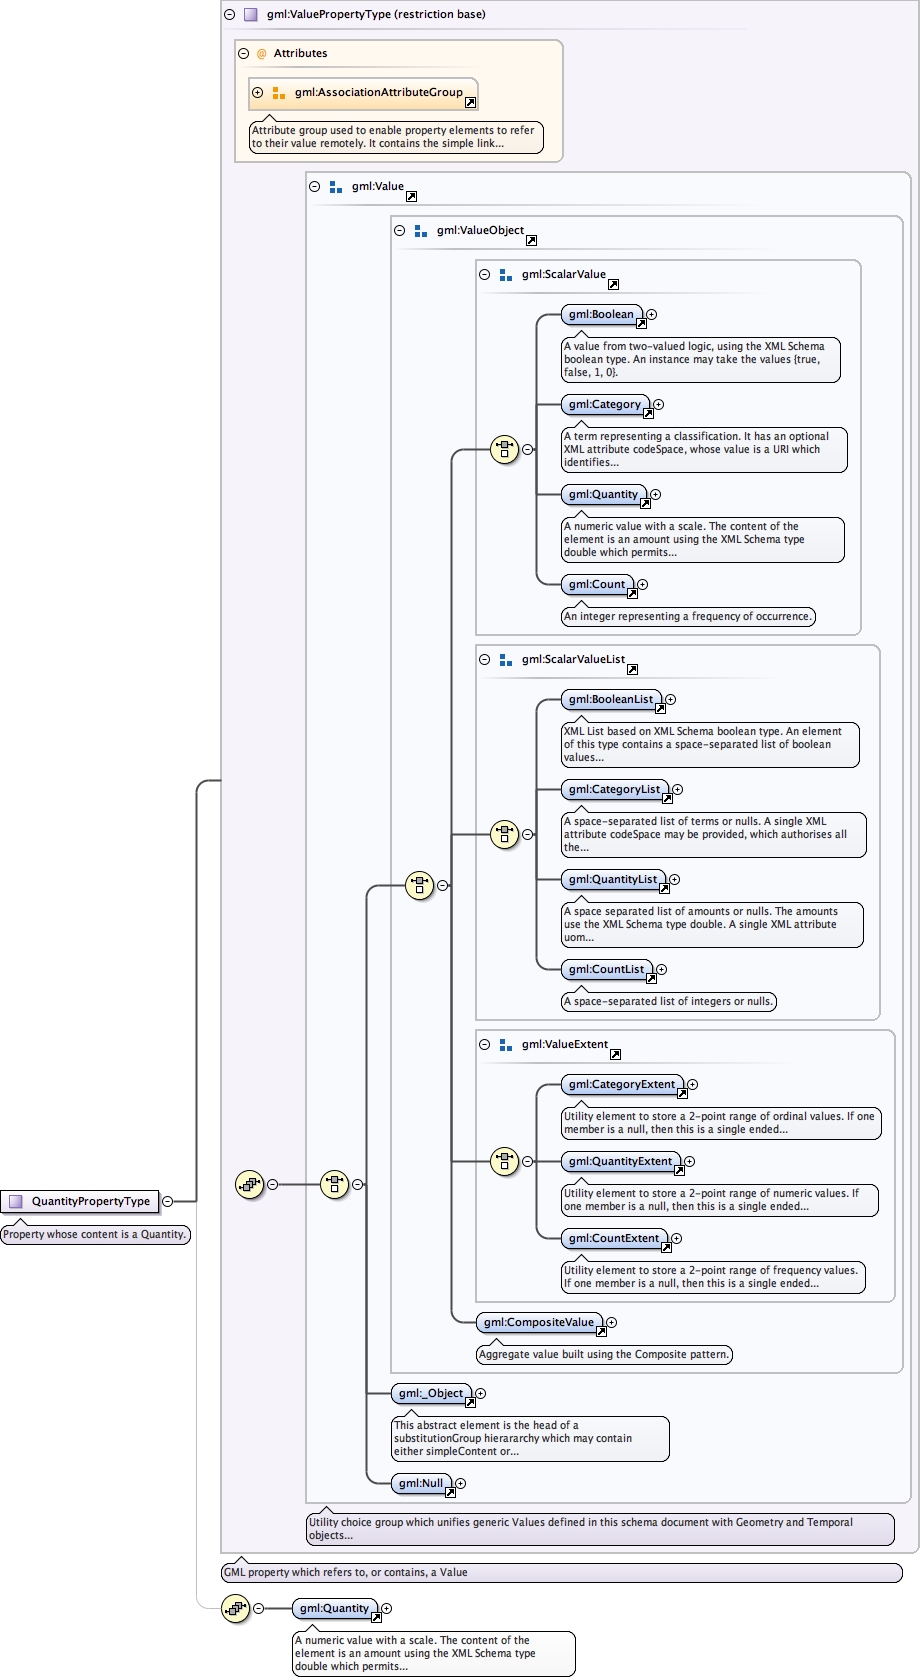 gml:ValuePropertyType (restriction base)
@ Attributes
gml:AssociationAttributeGroup
Attribute group used to enable property elements to refer
to their value remotely. It contains the simple link...
gml:Value
gml:ValueObject
gml:ScalarValue
gml:Boolean
A value from two-valued logic, using the XML Schema
boolean type. An instance may take the values {true,
false, 1, 0}.
gml:Category
A term representing a classification. It has an optional
XML attribute codeSpace, whose value is a URI which
identifies...
gml:Quantity
A numeric value with a scale. The content of the
element is an amount using the XML Schema type
double which permits...
gml:Count
An integer representing a frequency of occurrence.
gml:ScalarValueList
gml:BooleanList
XML List based on XML Schema boolean type. An element
of this type contains a space-separated list of boolean
values...
gml:CategoryList
A space-separated list of terms or nulls. A single XML
attribute codeSpace may be provided, which authorises all
the...
gml:QuantityList
A space separated list of amounts or nulls. The amounts
use the XML Schema type double. A single XML attribute
uom...
gml:CountList
A space-separated list of integers or nulls.
gml:ValueExtent
gml:CategoryExtent
Utility element to store a 2-point range of ordinal values. If one
member is a null, then this is a single ended...
gml:QuantityExtent
Utility element to store a 2-point range of numeric values. If
one member is a null, then this is a single ended...
gml:CountExtent
Utility element to store a 2-point range of frequency values.
If one member is a null, then this is a single ended...
QuantityPropertyType
Property whose content is a Quantity.
gml:CompositeValue
Aggregate value built using the Composite pattern.
gml:_Object
This abstract element is the head of a
substitutionGroup hierararchy which may contain
either simpleContent or...
gml:Null
Utility choice group which unifies generic Values defined in this schema document with Geometry and Temporal
objects...
GML property which refers to, or contains, a Value
gml:Quantity
A numeric value with a scale. The content of the
element is an amount using the XML Schema type
double which permits...